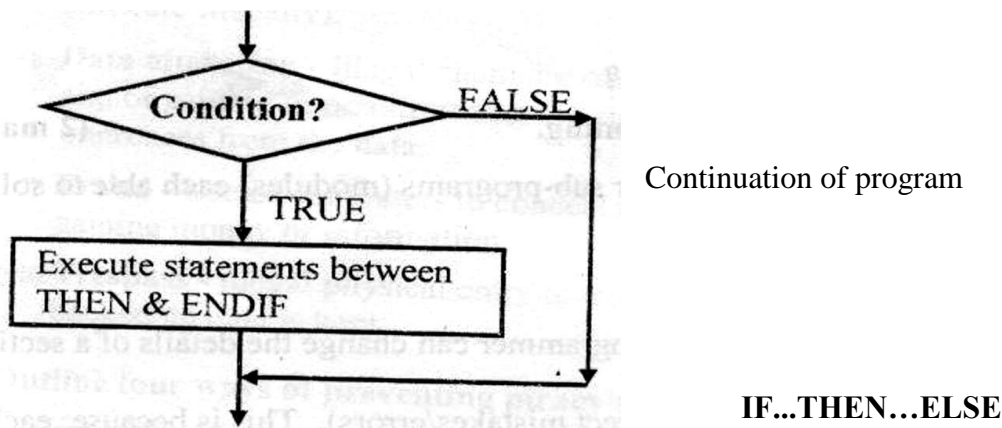 Condition?
FALSE
Continuation of program
TRUE
Execute statements between
THEN & ENDIF
IF...THEN…ELSE